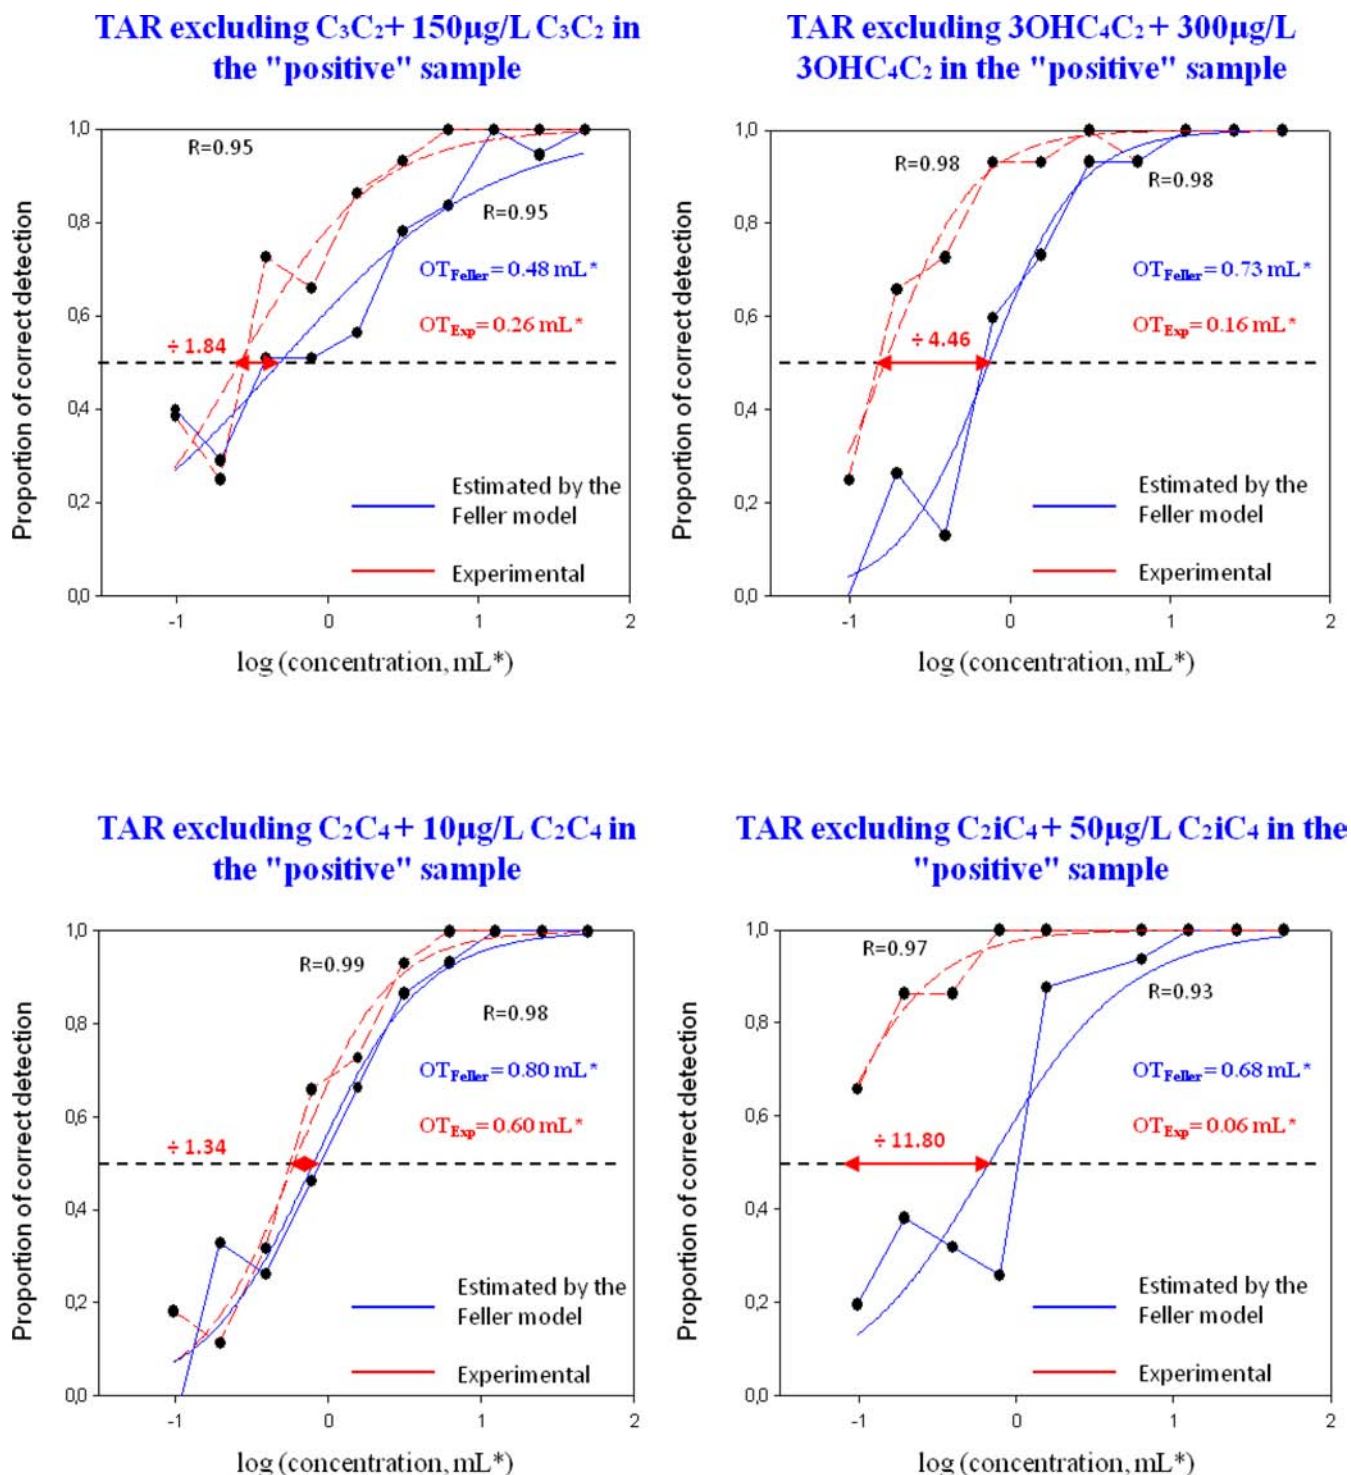 TAR excluding C₃C₂+ 150µg/L C₃C₂ in
the "positive" sample
1,0
0,8
0,6
0,4
0,2
0,0
Proportion of correct detection
R=0.95
R=0.95
OT_Feller = 0.48 mL*
OT_Exp = 0.26 mL*
÷ 1.84
Estimated by the
Feller model
Experimental
-1
0
1
2
log (concentration, mL*)
TAR excluding 3OHC₄C₂ + 300µg/L
3OHC₄C₂ in the "positive" sample
1,0
0,8
0,6
0,4
0,2
0,0
Proportion of correct detection
R=0.98
R=0.98
OT_Feller = 0.73 mL*
OT_Exp = 0.16 mL*
÷ 4.46
Estimated by the
Feller model
Experimental
-1
0
1
2
log (concentration, mL*)
TAR excluding C₂C₄ + 10µg/L C₂C₄ in
the "positive" sample
1,0
0,8
0,6
0,4
0,2
0,0
Proportion of correct detection
R=0.99
R=0.98
OT_Feller = 0.80 mL*
OT_Exp = 0.60 mL*
÷ 1.34
Estimated by the
Feller model
Experimental
-1
0
1
2
log (concentration, mL*)
TAR excluding C₂iC₄ + 50µg/L C₂iC₄ in the
"positive" sample
1,0
0,8
0,6
0,4
0,2
0,0
Proportion of correct detection
R=0.97
R=0.93
OT_Feller = 0.68 mL*
OT_Exp = 0.06 mL*
÷ 11.80
Estimated by the
Feller model
Experimental
-1
0
1
2
log (concentration, mL*)